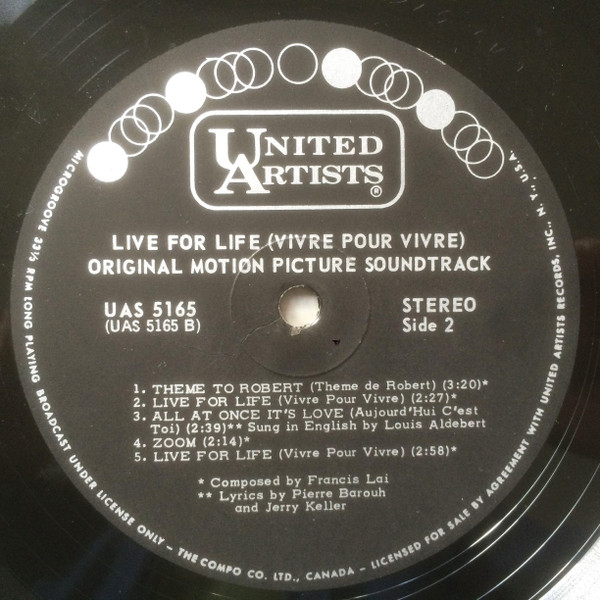 UNITED
ARTISTS®
LIVE FOR LIFE (VIVRE POUR VIVRE)
ORIGINAL MOTION PICTURE SOUNDTRACK
UAS 5165
(UAS 5165 B)
STEREO
Side 2
1. THEME TO ROBERT (Theme de Robert) (3:20)*
2. LIVE FOR LIFE (Vivre Pour Vivre) (2:27)*
3. ALL AT ONCE IT'S LOVE (Aujourd'Hui C'est
Toi) (2:39)** Sung in English by Louis Aldebert
4. ZOOM (2:14)*
5. LIVE FOR LIFE (Vivre Pour Vivre) (2:58)*
* Composed by Francis Lai
** Lyrics by Pierre Barouh
and Jerry Keller
MICROGROOVE 33⅓ RPM LONG PLAYING BROADCAST UNDER LICENSE ONLY - THE COMPO CO. LTD., CANADA - LICENSED FOR SALE BY AGREEMENT WITH UNITED ARTISTS RECORDS, INC., N.Y., U.S.A.